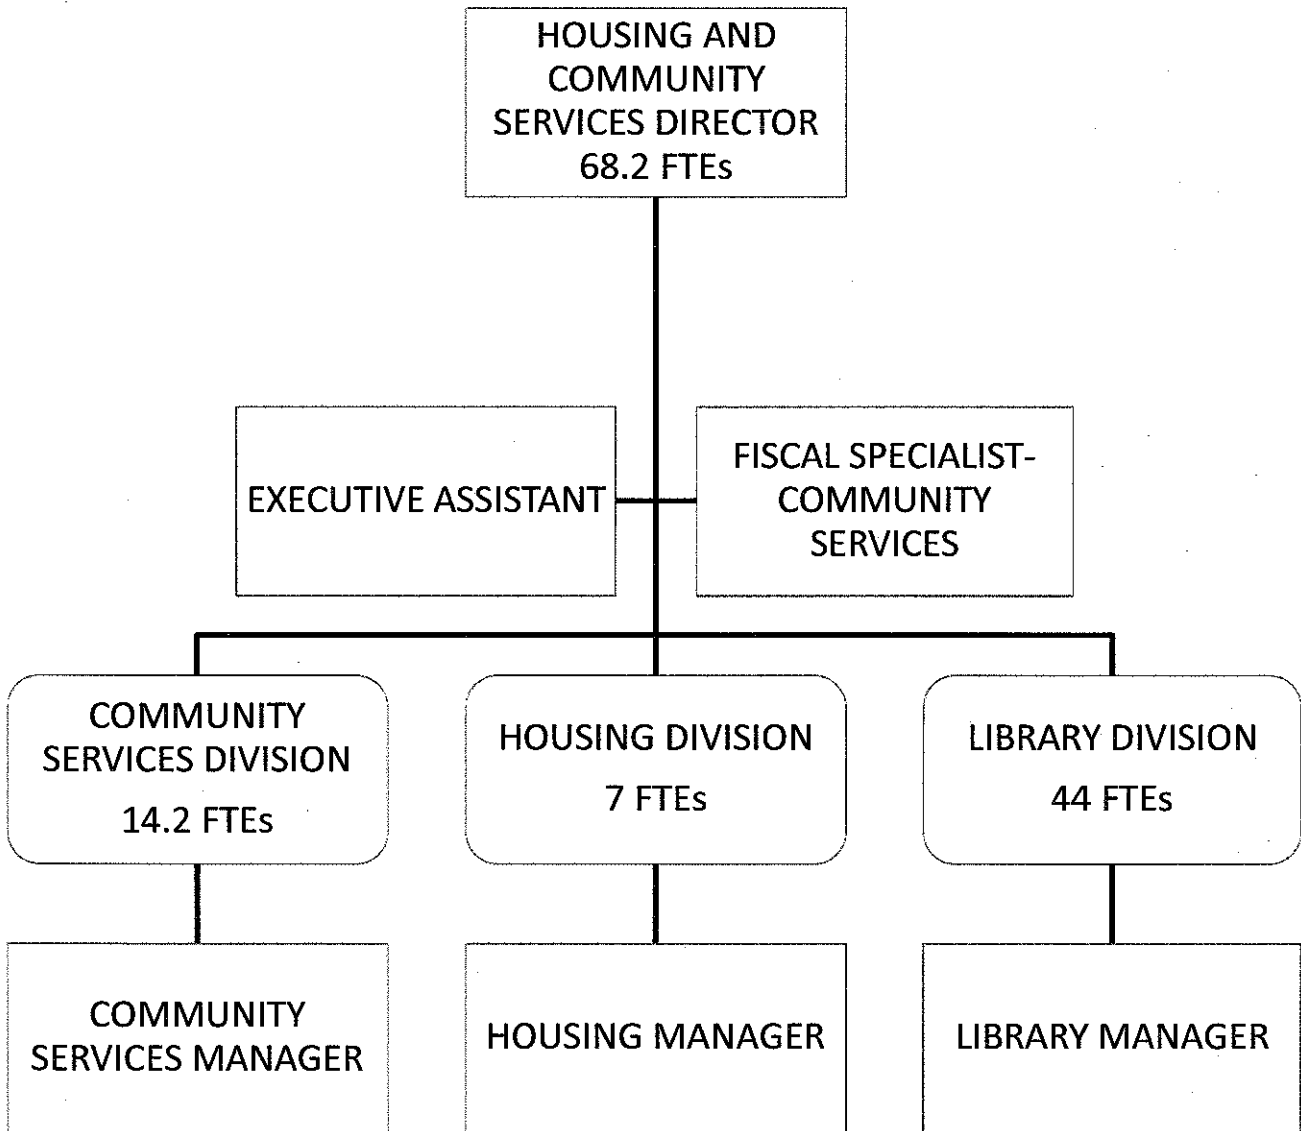 HOUSING AND
COMMUNITY
SERVICES DIRECTOR
68.2 FTEs
EXECUTIVE ASSISTANT
FISCAL SPECIALIST-
COMMUNITY
SERVICES
COMMUNITY
SERVICES DIVISION
14.2 FTEs
HOUSING DIVISION
7 FTEs
LIBRARY DIVISION
44 FTEs
COMMUNITY
SERVICES MANAGER
HOUSING MANAGER
LIBRARY MANAGER